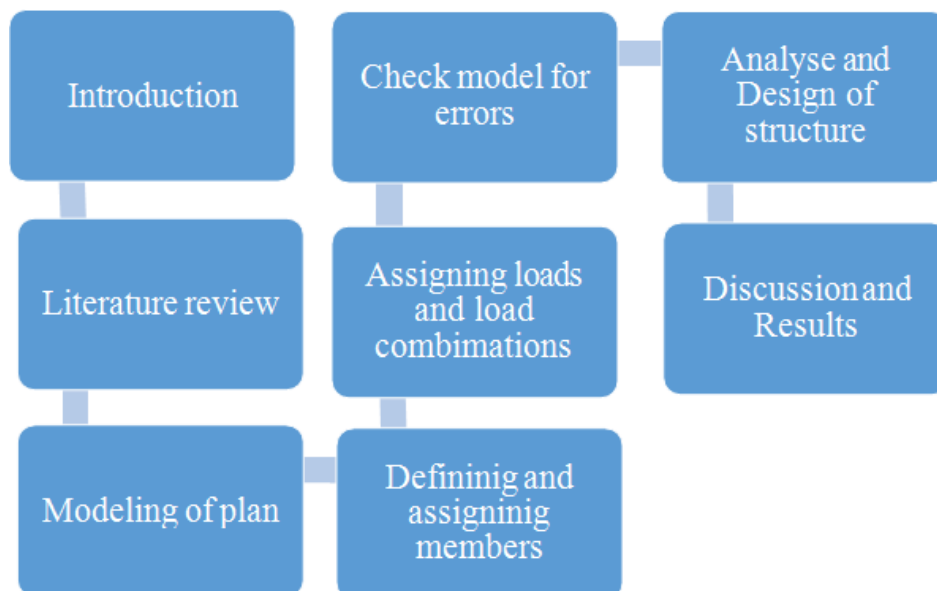 Introduction
Literature review
Modeling of plan
Defininig and
assigninig
members
Assigning loads
and load
combimations
Check model for
errors
Analyse and
Design of
structure
Discussion and
Results